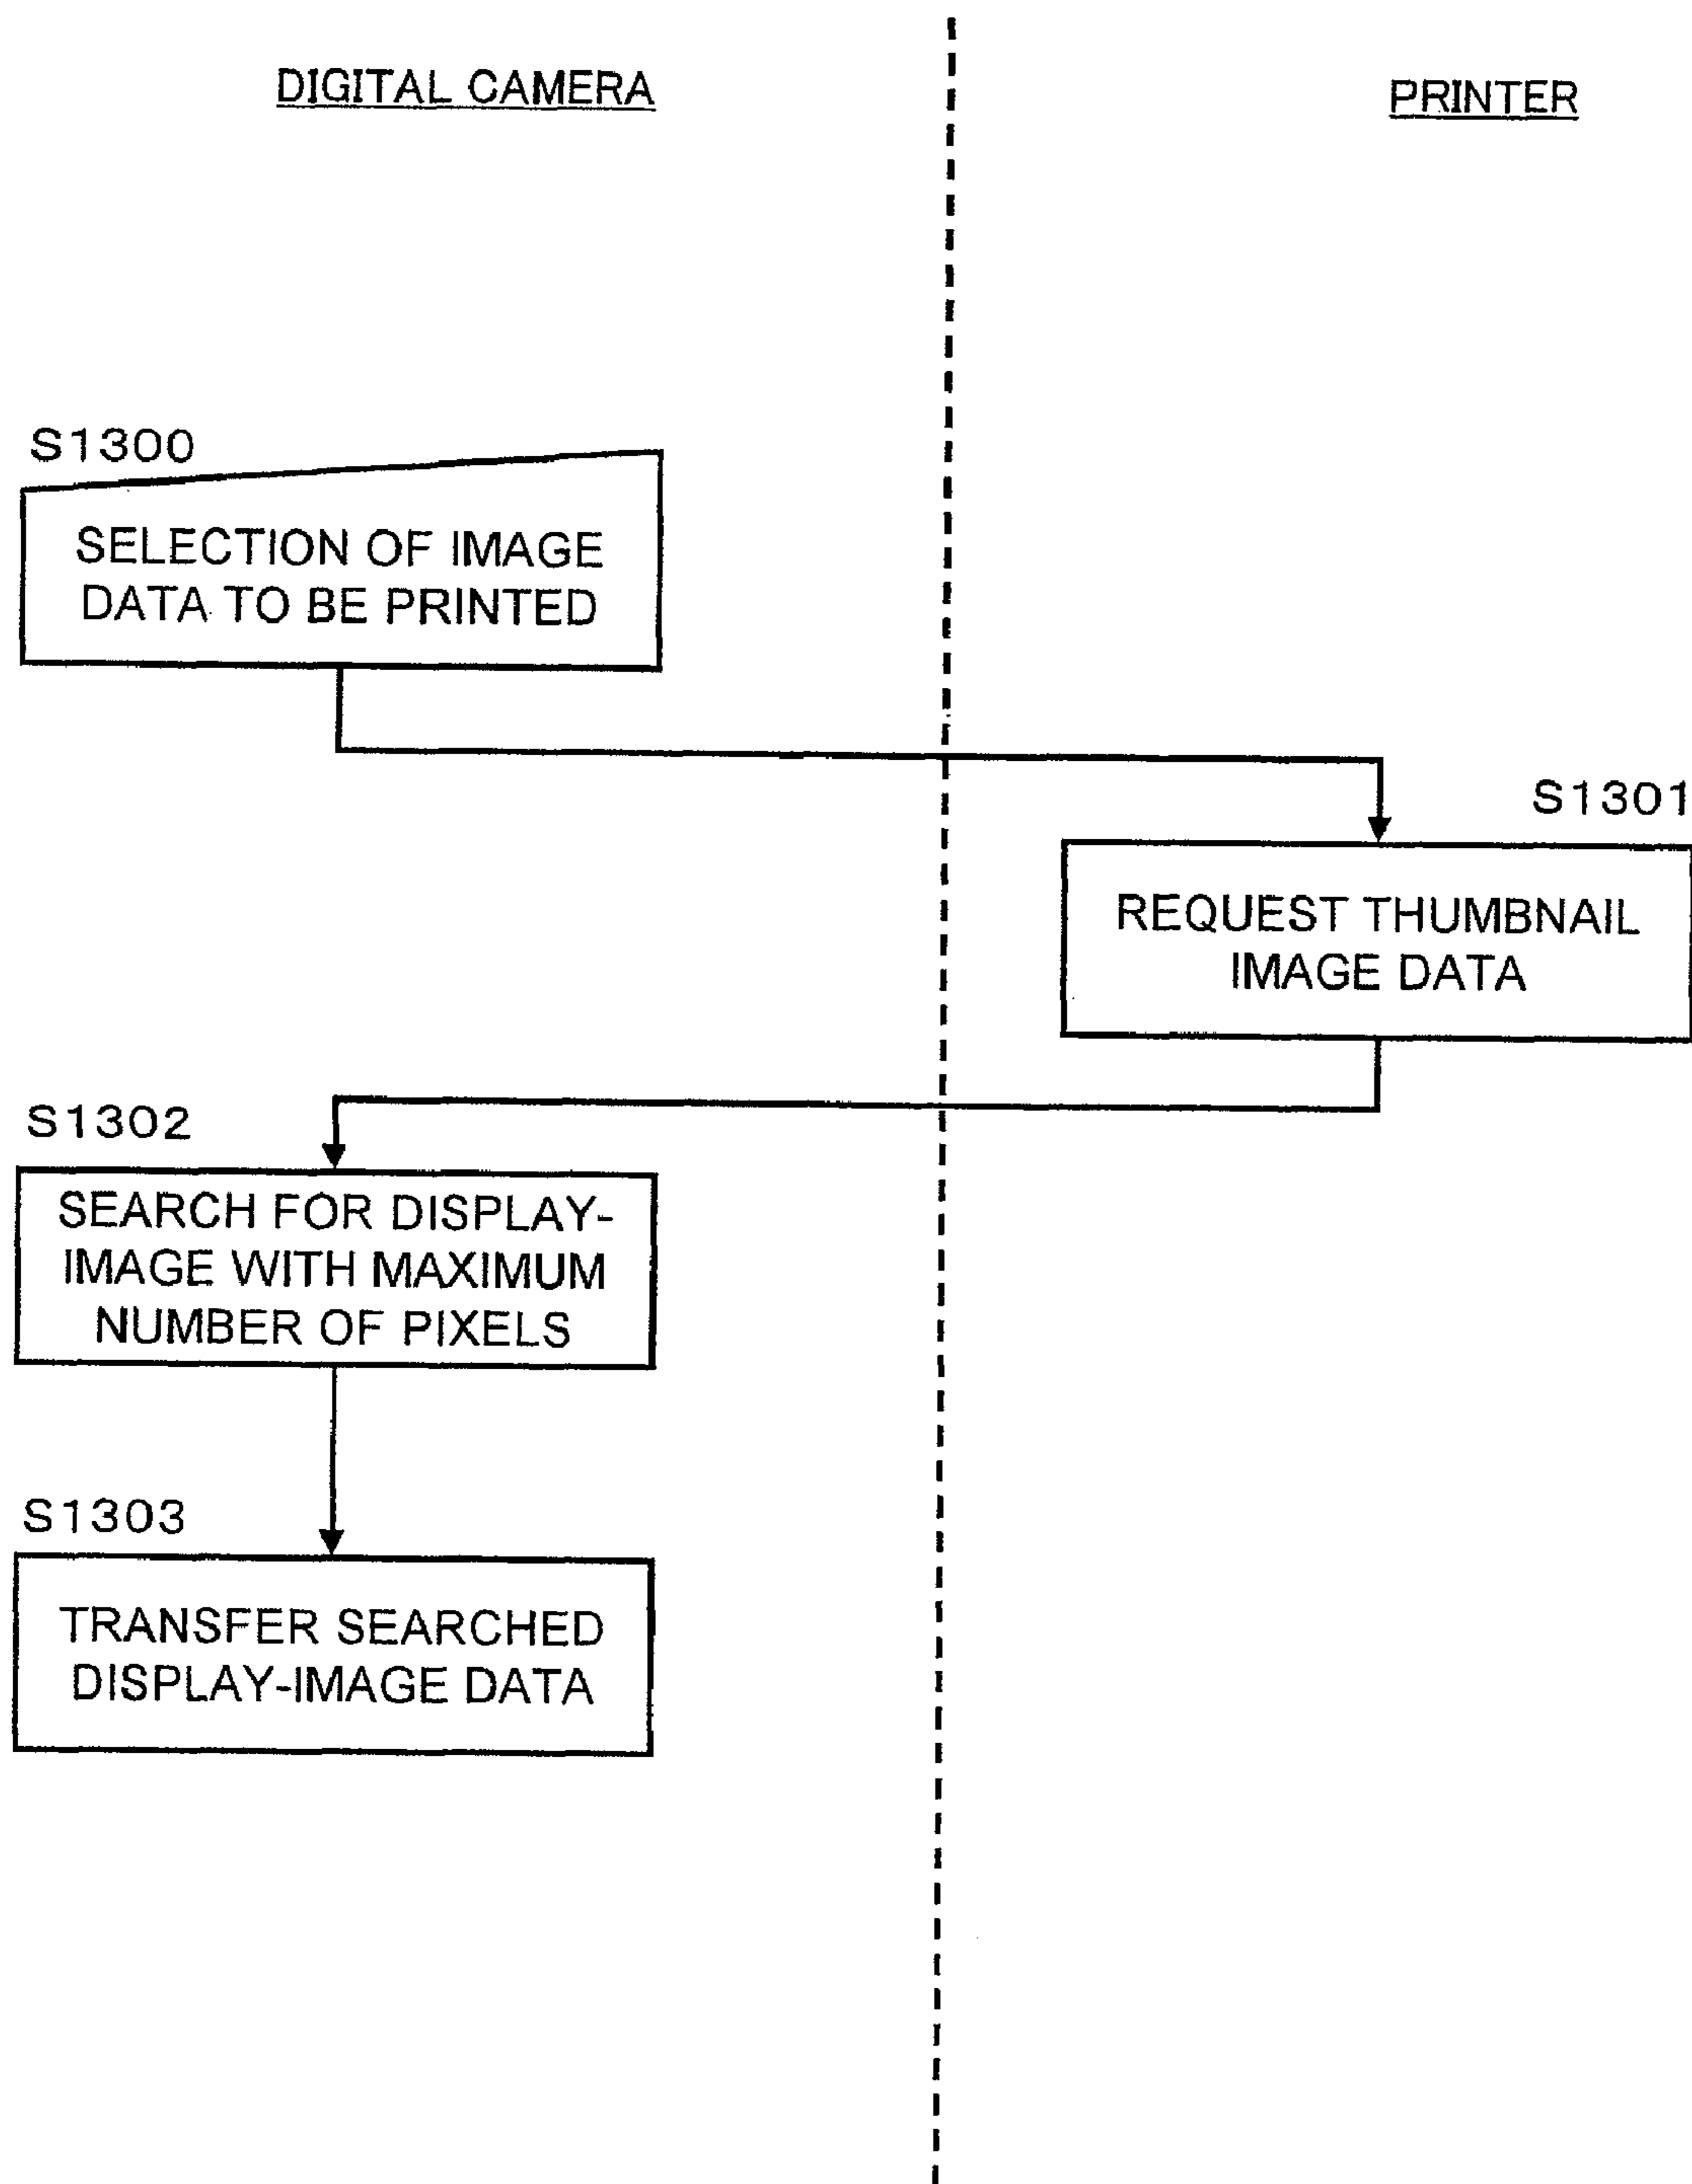 DIGITAL CAMERA
PRINTER
S1300
SELECTION OF IMAGE
DATA TO BE PRINTED
S1301
REQUEST THUMBNAIL
IMAGE DATA
S1302
SEARCH FOR DISPLAY-
IMAGE WITH MAXIMUM
NUMBER OF PIXELS
S1303
TRANSFER SEARCHED
DISPLAY-IMAGE DATA